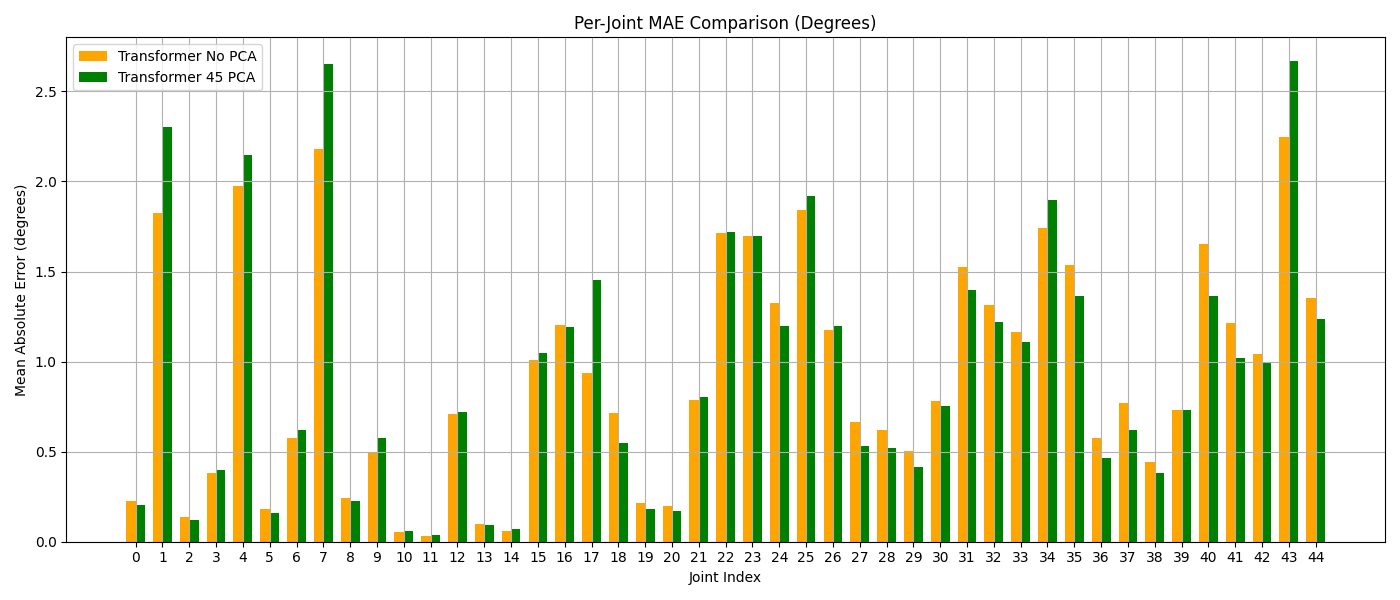 Per-Joint MAE Comparison (Degrees)
Transformer No PCA
Transformer 45 PCA
Mean Absolute Error (degrees)
2.5
2.0
1.5
1.0
0.5
0.0
0 1 2 3 4 5 6 7 8 9 10 11 12 13 14 15 16 17 18 19 20 21 22 23 24 25 26 27 28 29 30 31 32 33 34 35 36 37 38 39 40 41 42 43 44
Joint Index